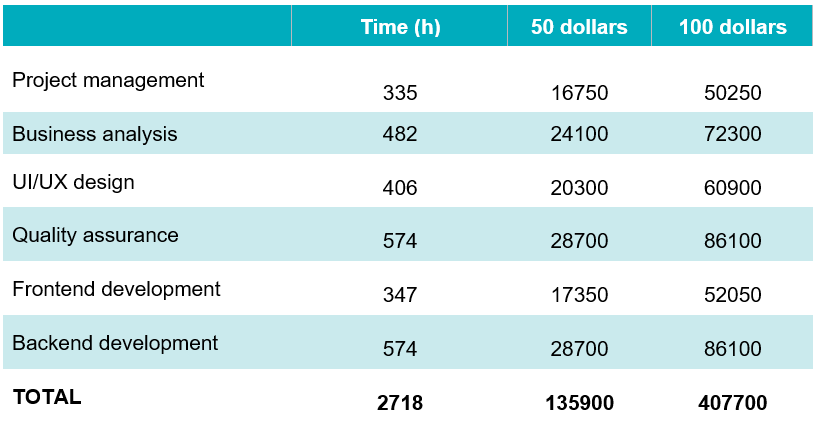 Time (h) 50 dollars 100 dollars
Project management 335 16750 50250
Business analysis 482 24100 72300
UI/UX design 406 20300 60900
Quality assurance 574 28700 86100
Frontend development 347 17350 52050
Backend development 574 28700 86100
TOTAL 2718 135900 407700